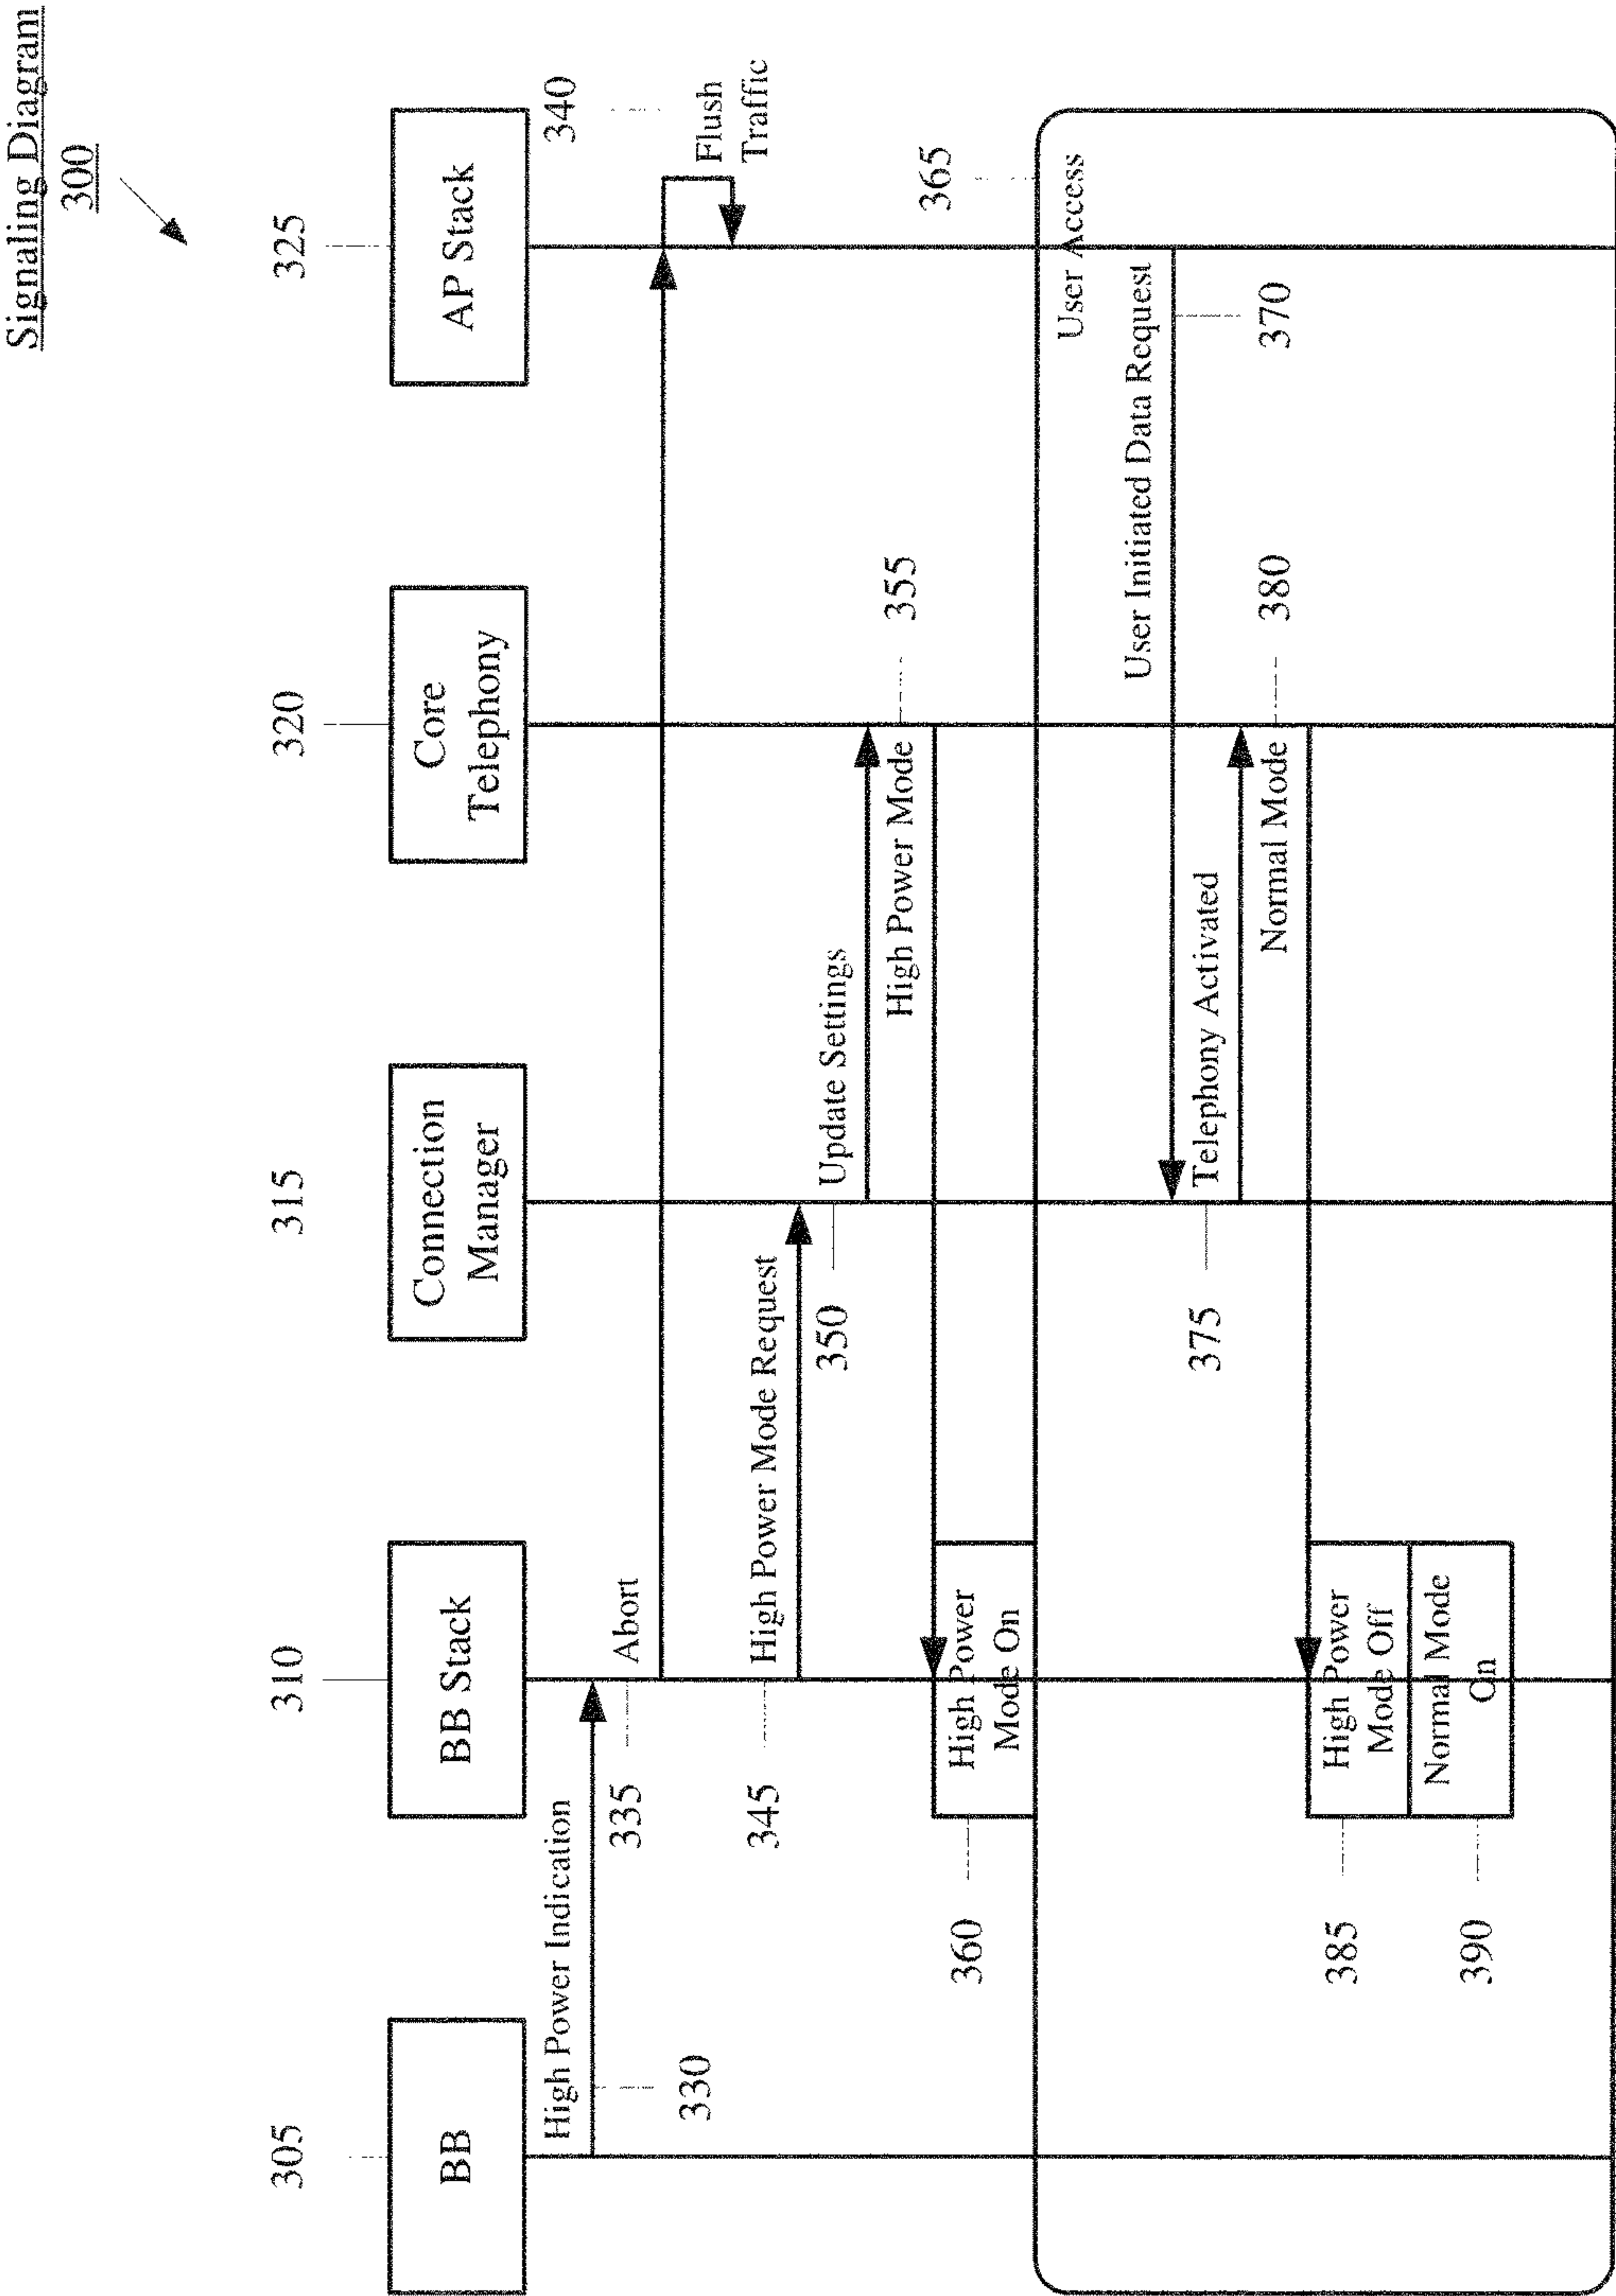 Signaling Diagram
300
305
310
315
320
325
BB
BB Stack
Connection
Manager
Core
Telephony
AP Stack
High Power Indication
330
335
Abort
340
Flush
Traffic
345
High Power Mode Request
350
Update Settings
355
High Power Mode
360
High Power
Mode On
365
User Access
User Initiated Data Request
370
375
Telephony Activated
380
Normal Mode
385
High Power
Mode Off
390
Normal Mode
On